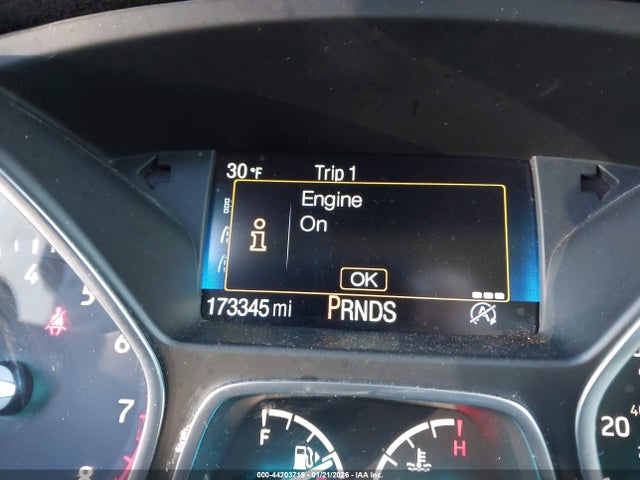 30°F Trip 1
Engine
On
i
OK
173345 mi PRNDS
A
4
5
6
7
8
F
H
20
40
000-44203719 - 01/21/2026 - © IAA Inc.